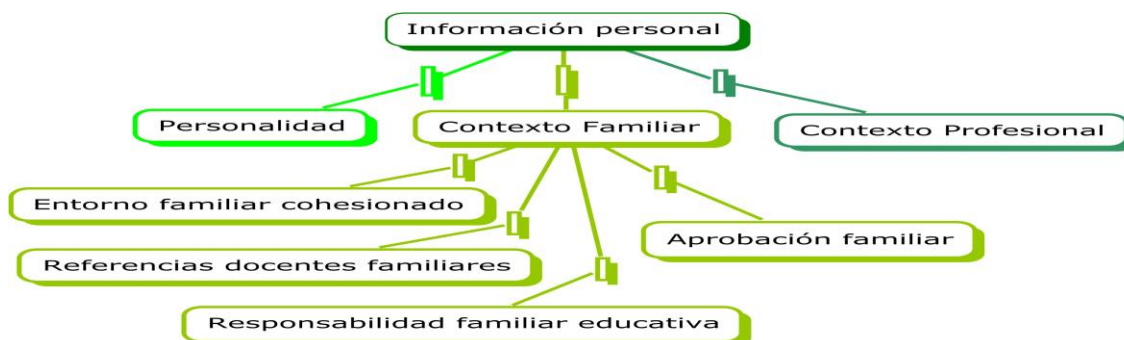 Información personal
Personalidad
Contexto Familiar
Contexto Profesional
Entorno familiar cohesionado
Aprobación familiar
Referencias docentes familiares
Responsabilidad familiar educativa